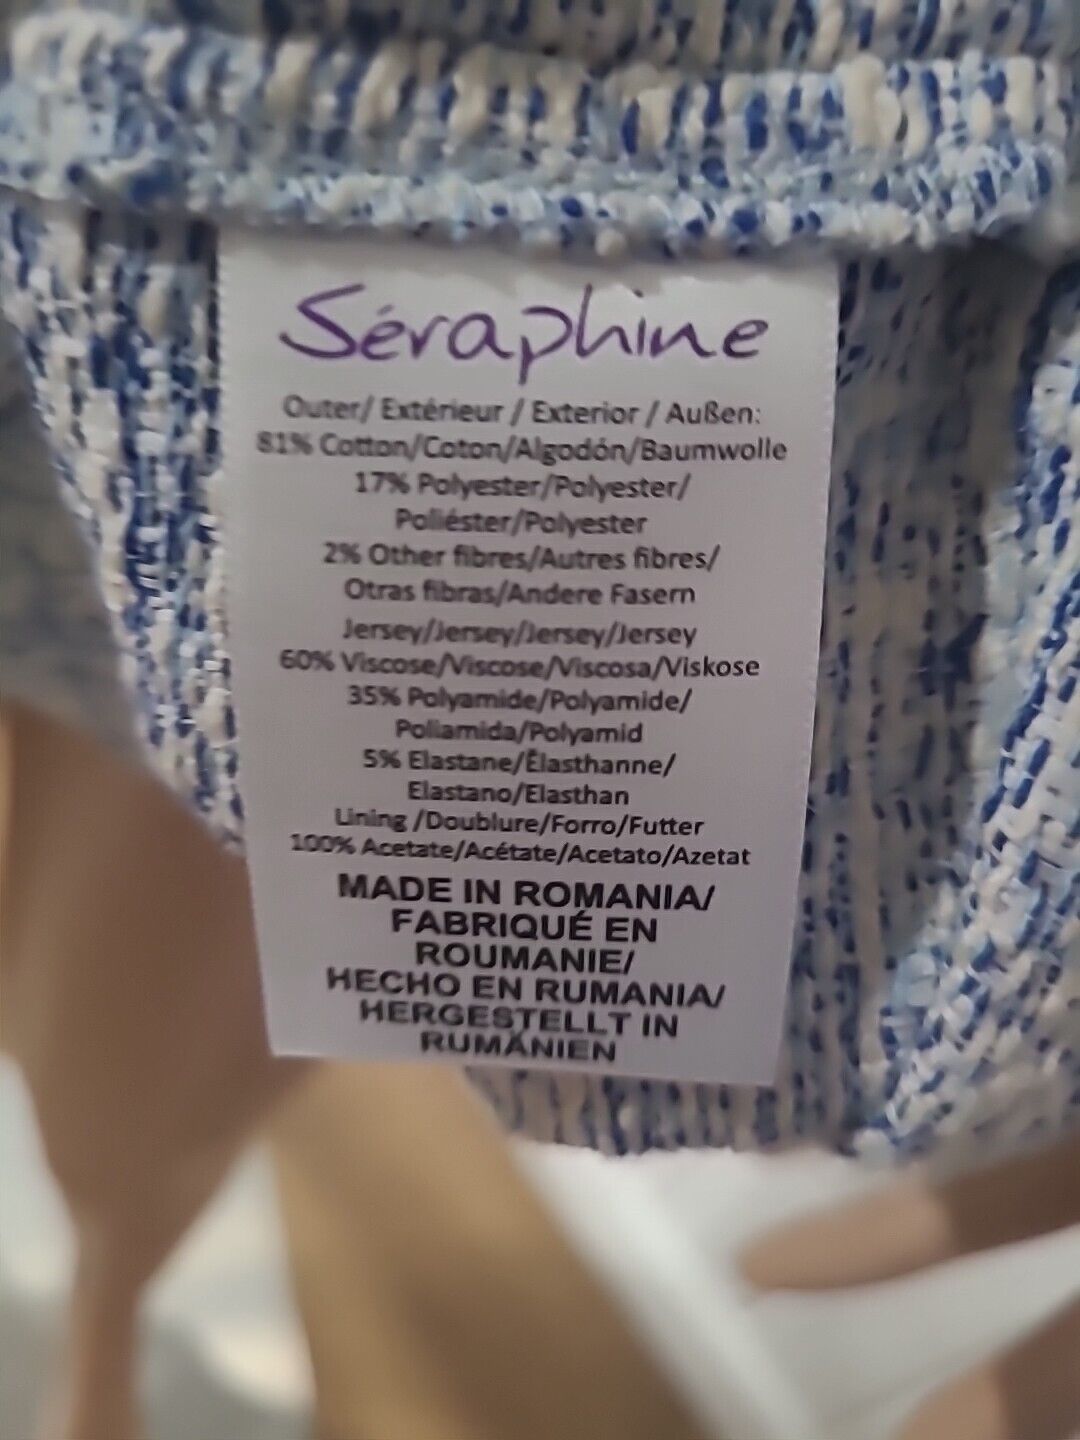 Séraphine
Outer/ Extérieur / Exterior / Außen:
81% Cotton/Coton/Algodón/Baumwolle
17% Polyester/Polyester/
Poliéster/Polyester
2% Other fibres/Autres fibres/
Otras fibras/Andere Fasern
Jersey/Jersey/Jersey/Jersey
60% Viscose/Viscose/Viscosa/Viskose
35% Polyamide/Polyamide/
Poliamida/Polyamid
5% Elastane/Élasthanne/
Elastano/Elasthan
Lining /Doublure/Forro/Futter
100% Acetate/Acétate/Acetato/Azetat
MADE IN ROMANIA/
FABRIQUÉ EN
ROUMANIE/
HECHO EN RUMANIA/
HERGESTELLT IN
RUMÄNIEN